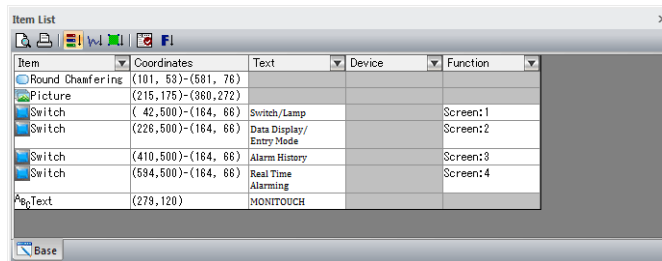 Item List
Item Coordinates Text Device Function
Round Chamfering (101, 53)-(581, 76)
Picture (215,175)-(360,272)
Switch ( 42,500)-(164, 66) Switch/Lamp Screen:1
Switch (226,500)-(164, 66) Data Display/ Screen:2
Entry Mode
Switch (410,500)-(164, 66) Alarm History Screen:3
Switch (594,500)-(164, 66) Real Time Screen:4
Alarming
ABC Text (279,120) MONITOUCH
Base